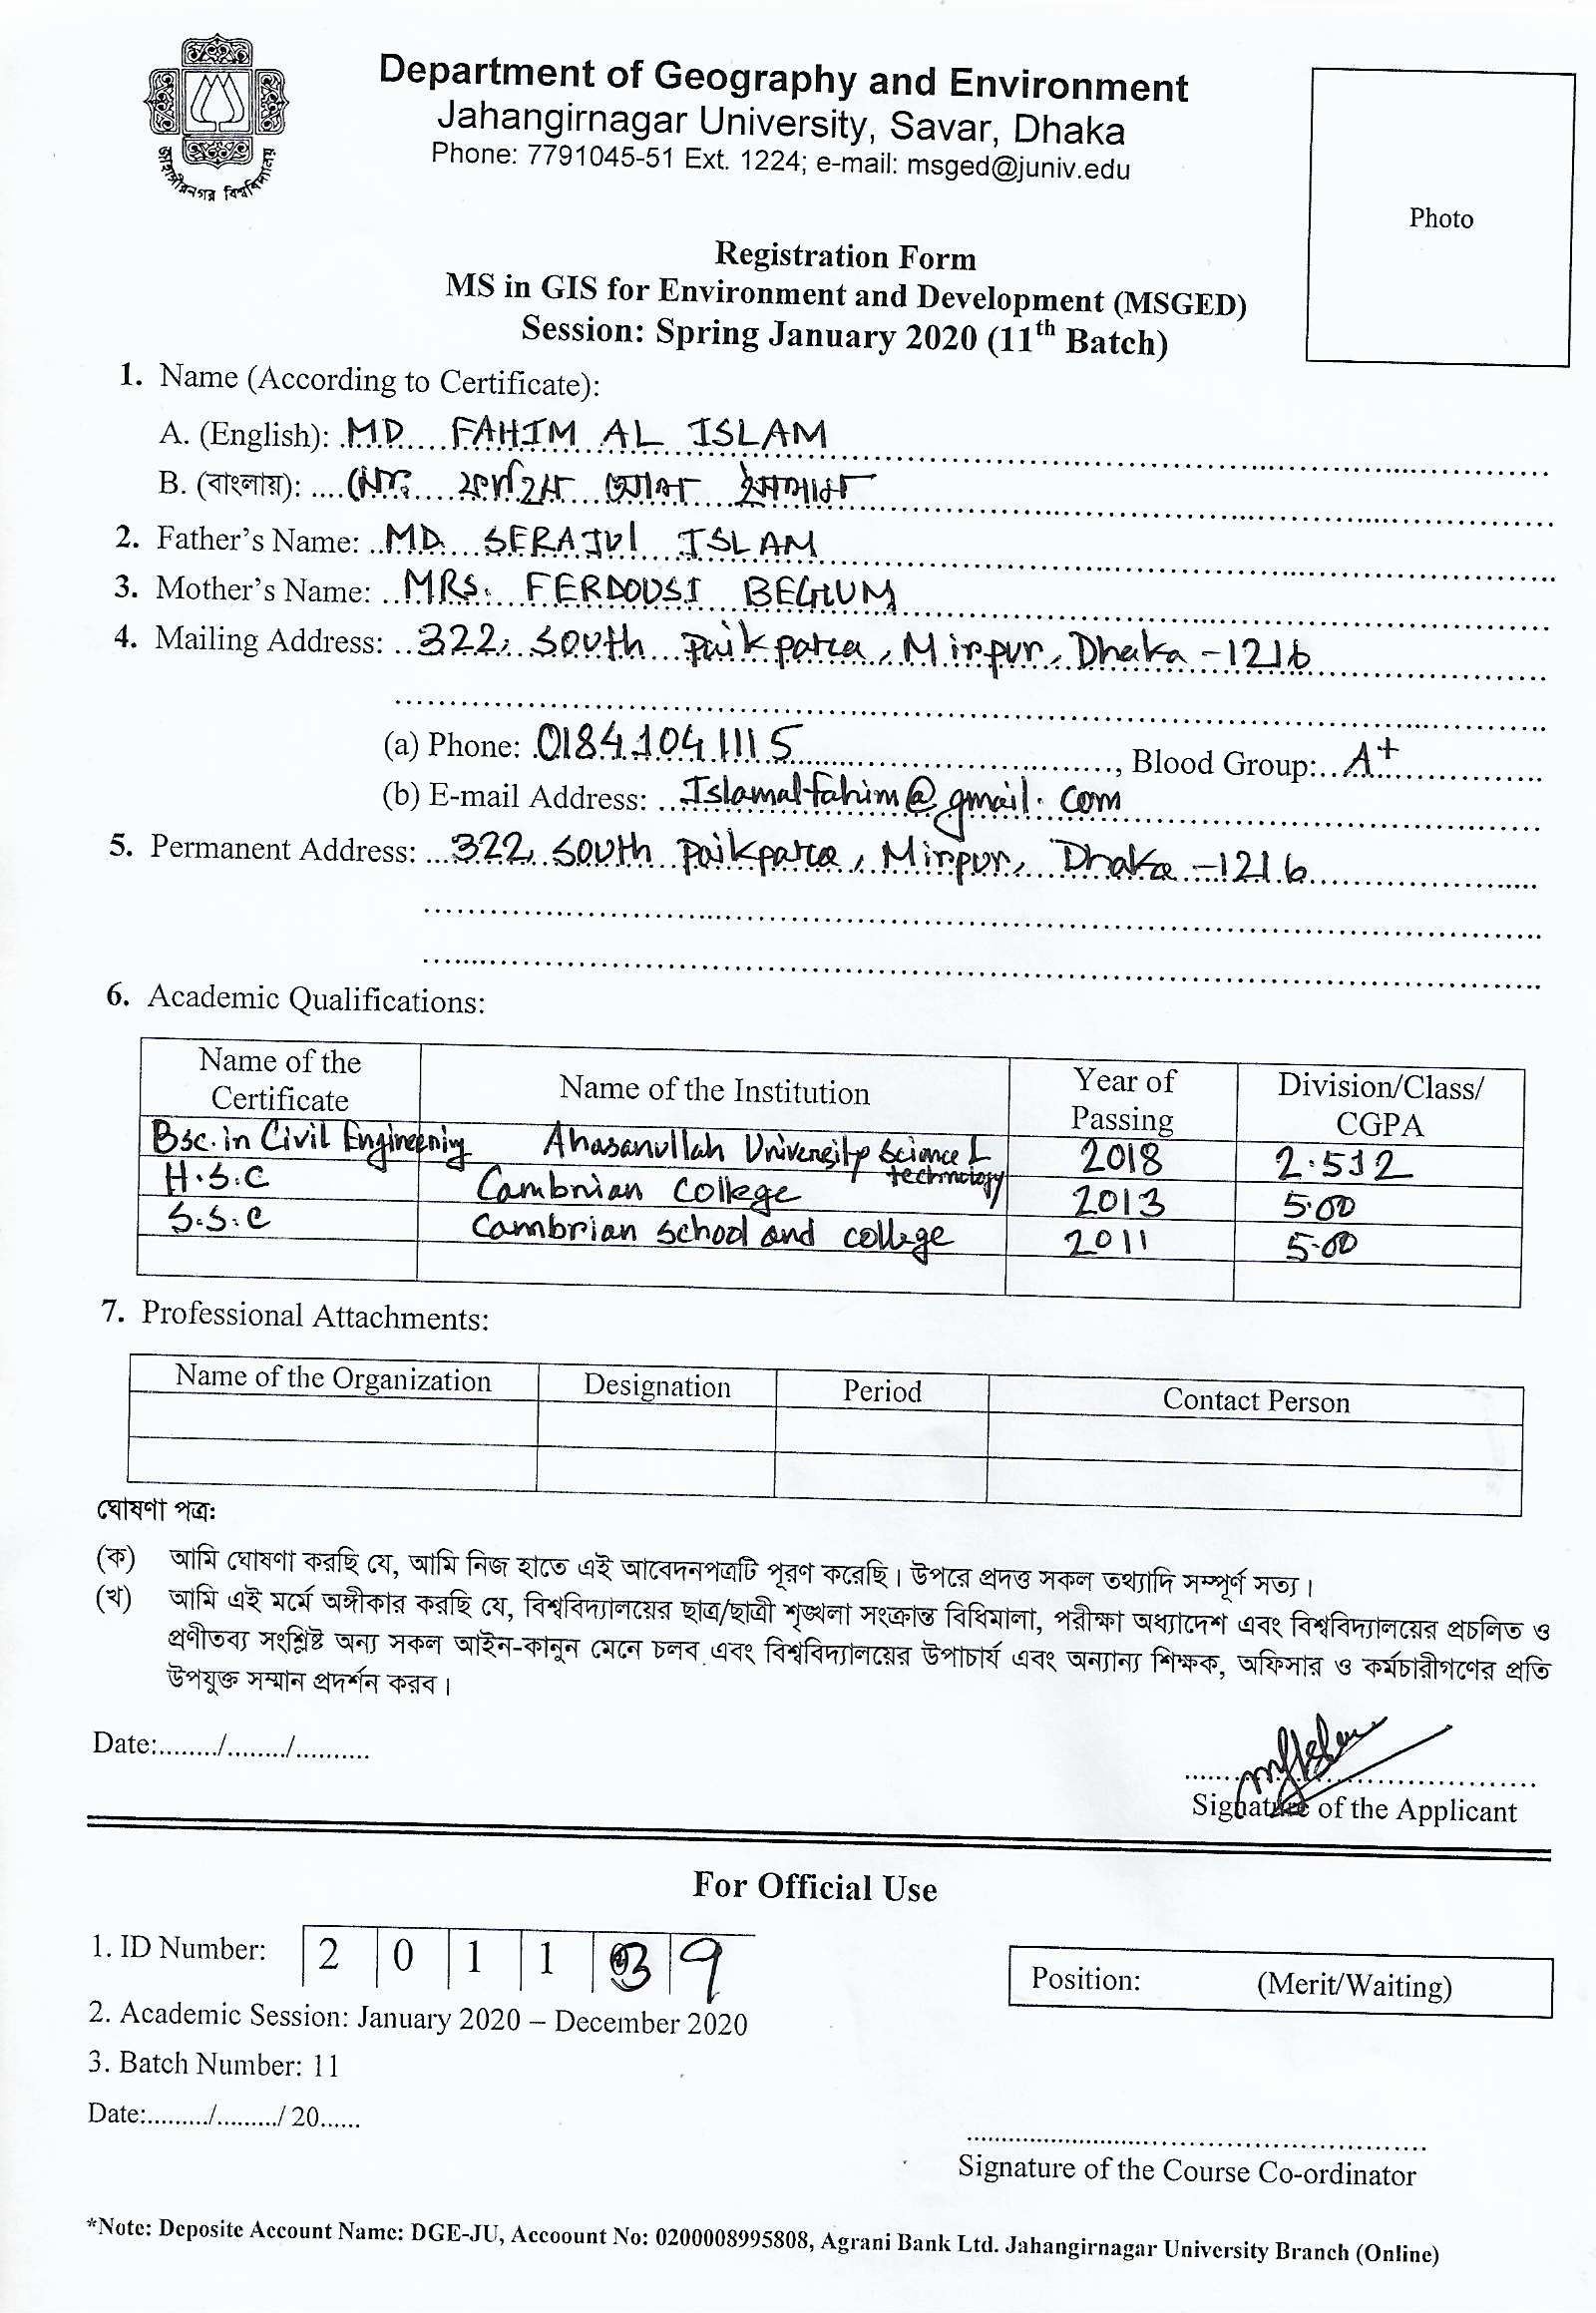 জাহাঙ্গীরনগর বিশ্ববিদ্যালয়
Department of Geography and Environment
Jahangirnagar University, Savar, Dhaka
Phone: 7791045-51 Ext. 1224; e-mail: msged@juniv.edu
Photo
Registration Form
MS in GIS for Environment and Development (MSGED)
Session: Spring January 2020 (11th Batch)
1. Name (According to Certificate):
A. (English): MD FAHIM AL ISLAM
B. (বাংলায়): মোঃ ফাহিম আল ইসলাম
2. Father's Name: MD SERAJUl ISLAM
3. Mother's Name: MRS. FERDOUSI BEGUM
4. Mailing Address: 322, South Paikpara, Mirpur, Dhaka -1216
(a) Phone: 01841041115, Blood Group: A+
(b) E-mail Address: Islamalfahim@gmail.com
5. Permanent Address: 322, South Paikpara, Mirpur, Dhaka -1216
6. Academic Qualifications:
Name of the Certificate Name of the Institution Year of Passing Division/Class/ CGPA
Bsc. in Civil Engineering Ahasanullah University Science & technology 2018 2.512
H.S.C Cambrian College 2013 5.00
S.S.C Cambrian School and college 2011 5.00
7. Professional Attachments:
Name of the Organization Designation Period Contact Person
ঘোষণা পত্র:
(ক) আমি ঘোষণা করছি যে, আমি নিজ হাতে এই আবেদনপত্রটি পূরণ করেছি। উপরে প্রদত্ত সকল তথ্যাদি সম্পূর্ণ সত্য।
(খ) আমি এই মর্মে অঙ্গীকার করছি যে, বিশ্ববিদ্যালয়ের ছাত্র/ছাত্রী শৃঙ্খলা সংক্রান্ত বিধিমালা, পরীক্ষা অধ্যাদেশ এবং বিশ্ববিদ্যালয়ের প্রচলিত ও
প্রণীতব্য সংশ্লিষ্ট অন্য সকল আইন-কানুন মেনে চলব এবং বিশ্ববিদ্যালয়ের উপাচার্য এবং অন্যান্য শিক্ষক, অফিসার ও কর্মচারীগণের প্রতি
উপযুক্ত সম্মান প্রদর্শন করব।
Date:......../......../..........
Signature of the Applicant
For Official Use
1. ID Number: 2 0 1 1 3 9
Position: (Merit/Waiting)
2. Academic Session: January 2020 – December 2020
3. Batch Number: 11
Date:........./........./ 20......
Signature of the Course Co-ordinator
*Note: Deposite Account Name: DGE-JU, Accoount No: 0200008995808, Agrani Bank Ltd. Jahangirnagar University Branch (Online)